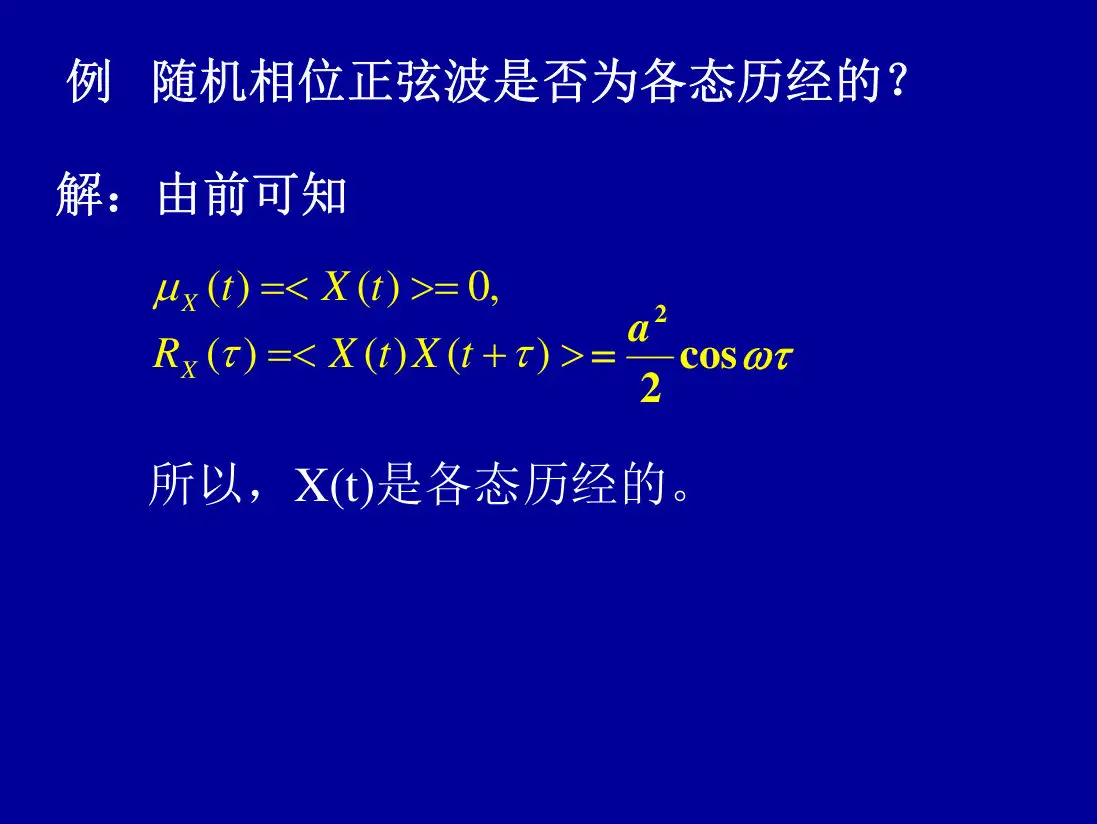 例 随机相位正弦波是否为各态历经的？
解：由前可知
μ_X(t) =< X(t) >= 0,
R_X(τ) =< X(t)X(t + τ) > = a²/2 cos ωτ
所以，X(t)是各态历经的。